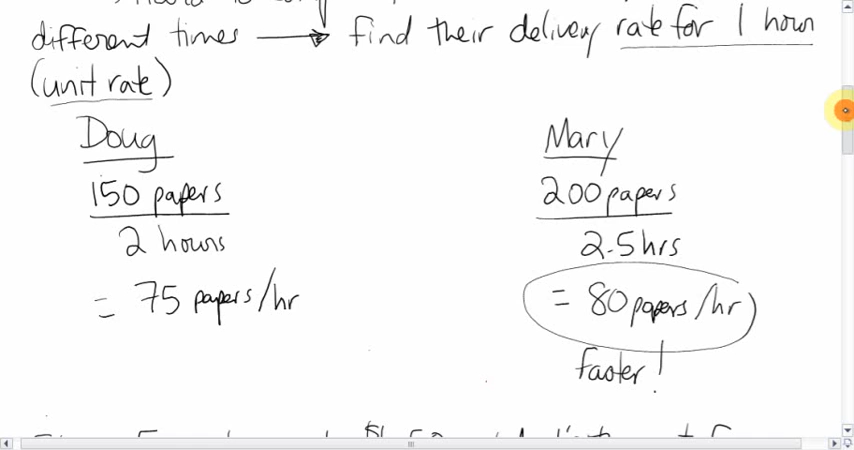 different times → find their delivery rate for 1 hour
(unit rate)
Doug
150 papers
2 hours
= 75 papers/hr
Mary
200 papers
2.5 hrs
= 80 papers/hr
faster!